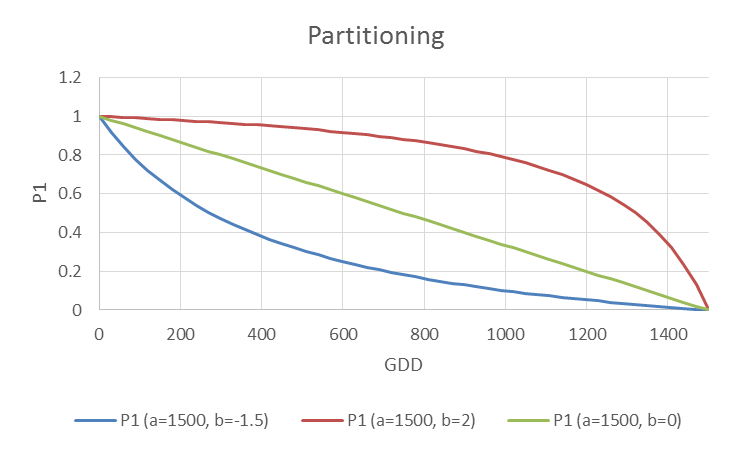 Partitioning
1.2
1
0.8
0.6
0.4
0.2
0
P1
0 200 400 600 800 1000 1200 1400
GDD
P1 (a=1500, b=-1.5) P1 (a=1500, b=2) P1 (a=1500, b=0)